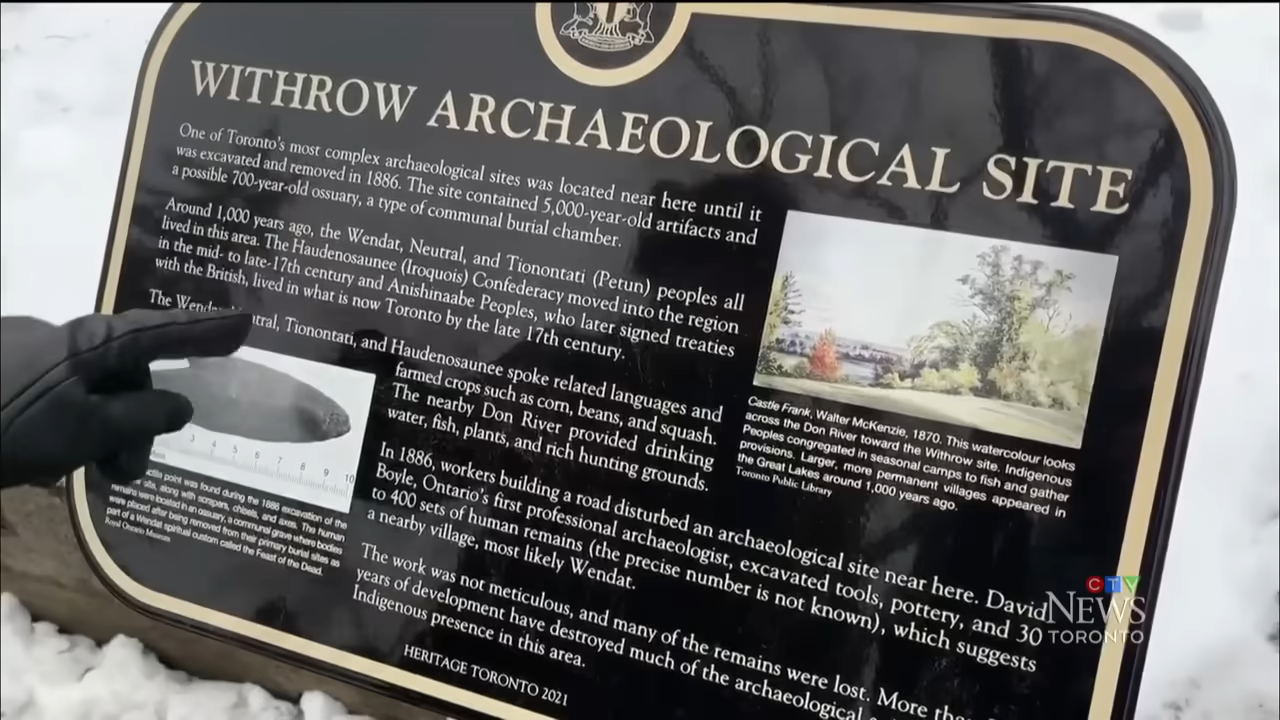 WITHROW ARCHAEOLOGICAL SITE
One of Toronto's most complex archaeological sites was located near here until it
was excavated and removed in 1886. The site contained 5,000-year-old artifacts and
a possible 700-year-old ossuary, a type of communal burial chamber.
Around 1,000 years ago, the Wendat, Neutral, and Tionontati (Petun) peoples all
lived in this area. The Haudenosaunee (Iroquois) Confederacy moved into the region
in the mid- to late-17th century and Anishinaabe Peoples, who later signed treaties
with the British, lived in what is now Toronto by the late 17th century.
The Tionontati, and Haudenosaunee spoke related languages and
farmed crops such as corn, beans, and squash.
The nearby Don River provided drinking
water, fish, plants, and rich hunting grounds.
In 1886, workers building a road disturbed an archaeological site near here. David
Boyle, Ontario's first professional archaeologist, excavated tools, pottery, and 30
to 400 sets of human remains (the precise number is not known), which suggests
a nearby village, most likely Wendat.
The work was not meticulous, and many of the remains were lost. More
years of development have destroyed much of the archaeological
Indigenous presence in this area.
HERITAGE TORONTO 2021
Castle Frank, Walter McKenzie, 1870. This watercolour looks
across the Don River toward the Withrow site. Indigenous
Peoples congregated in seasonal camps to fish and gather
provisions. Larger, more permanent villages appeared in
the Great Lakes around 1,000 years ago.
Toronto Public Library
3 4 5 6 7 8 9 10
point was found during the 1886 excavation of the
site, along with scrapers, chisels, and axes. The human
remains were located in an ossuary, a communal grave where bodies
were placed after being removed from their primary burial sites as
part of a Wendat spiritual custom called the Feast of the Dead.
Royal Ontario Museum
CTV
NEWS
TORONTO